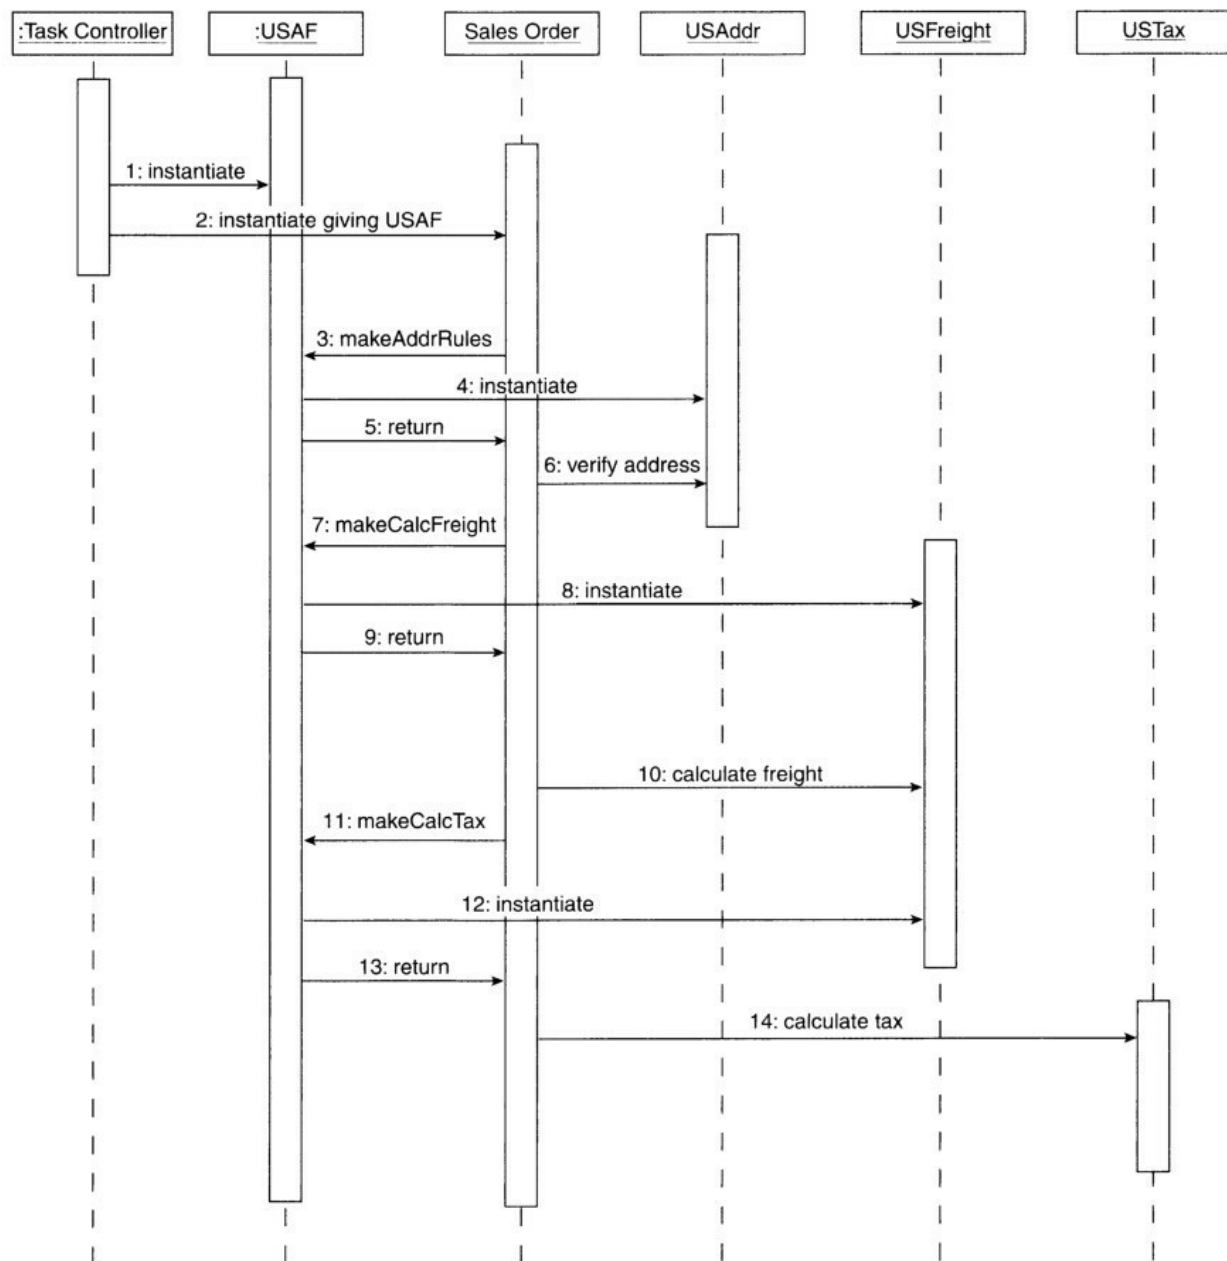 :Task Controller
:USAF
Sales Order
USAddr
USFreight
USTax
1: instantiate
2: instantiate giving USAF
3: makeAddrRules
4: instantiate
5: return
6: verify address
7: makeCalcFreight
8: instantiate
9: return
10: calculate freight
11: makeCalcTax
12: instantiate
13: return
14: calculate tax